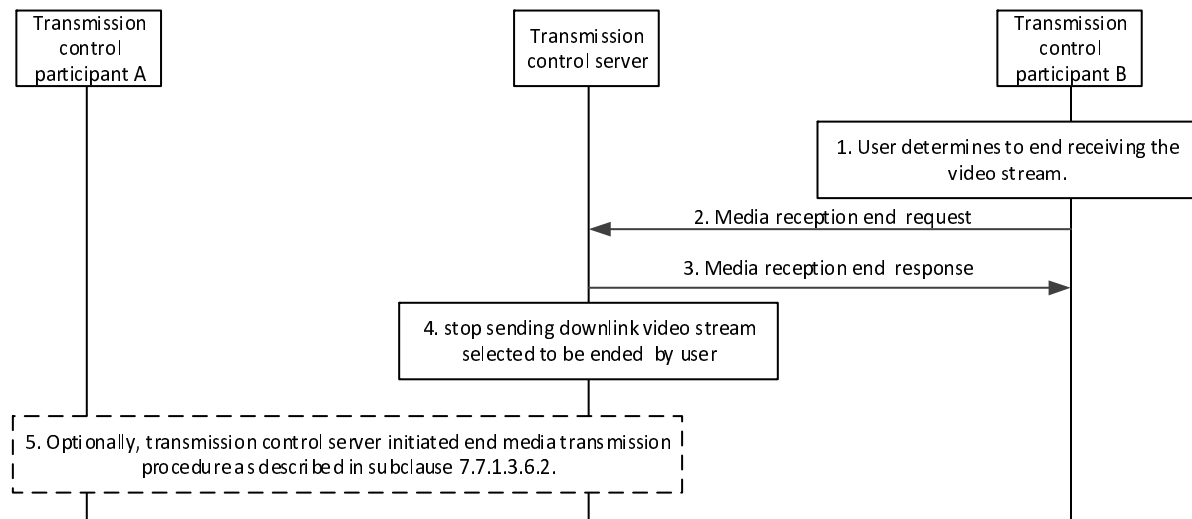 Transmission
control
participant A
Transmission
control server
Transmission
control
participant B
1. User determines to end receiving the
video stream.
2. Media reception end request
3. Media reception end response
4. stop sending downlink video stream
selected to be ended by user
5. Optionally, transmission control server initiated end media transmission
procedure as described in subclause 7.7.1.3.6.2.